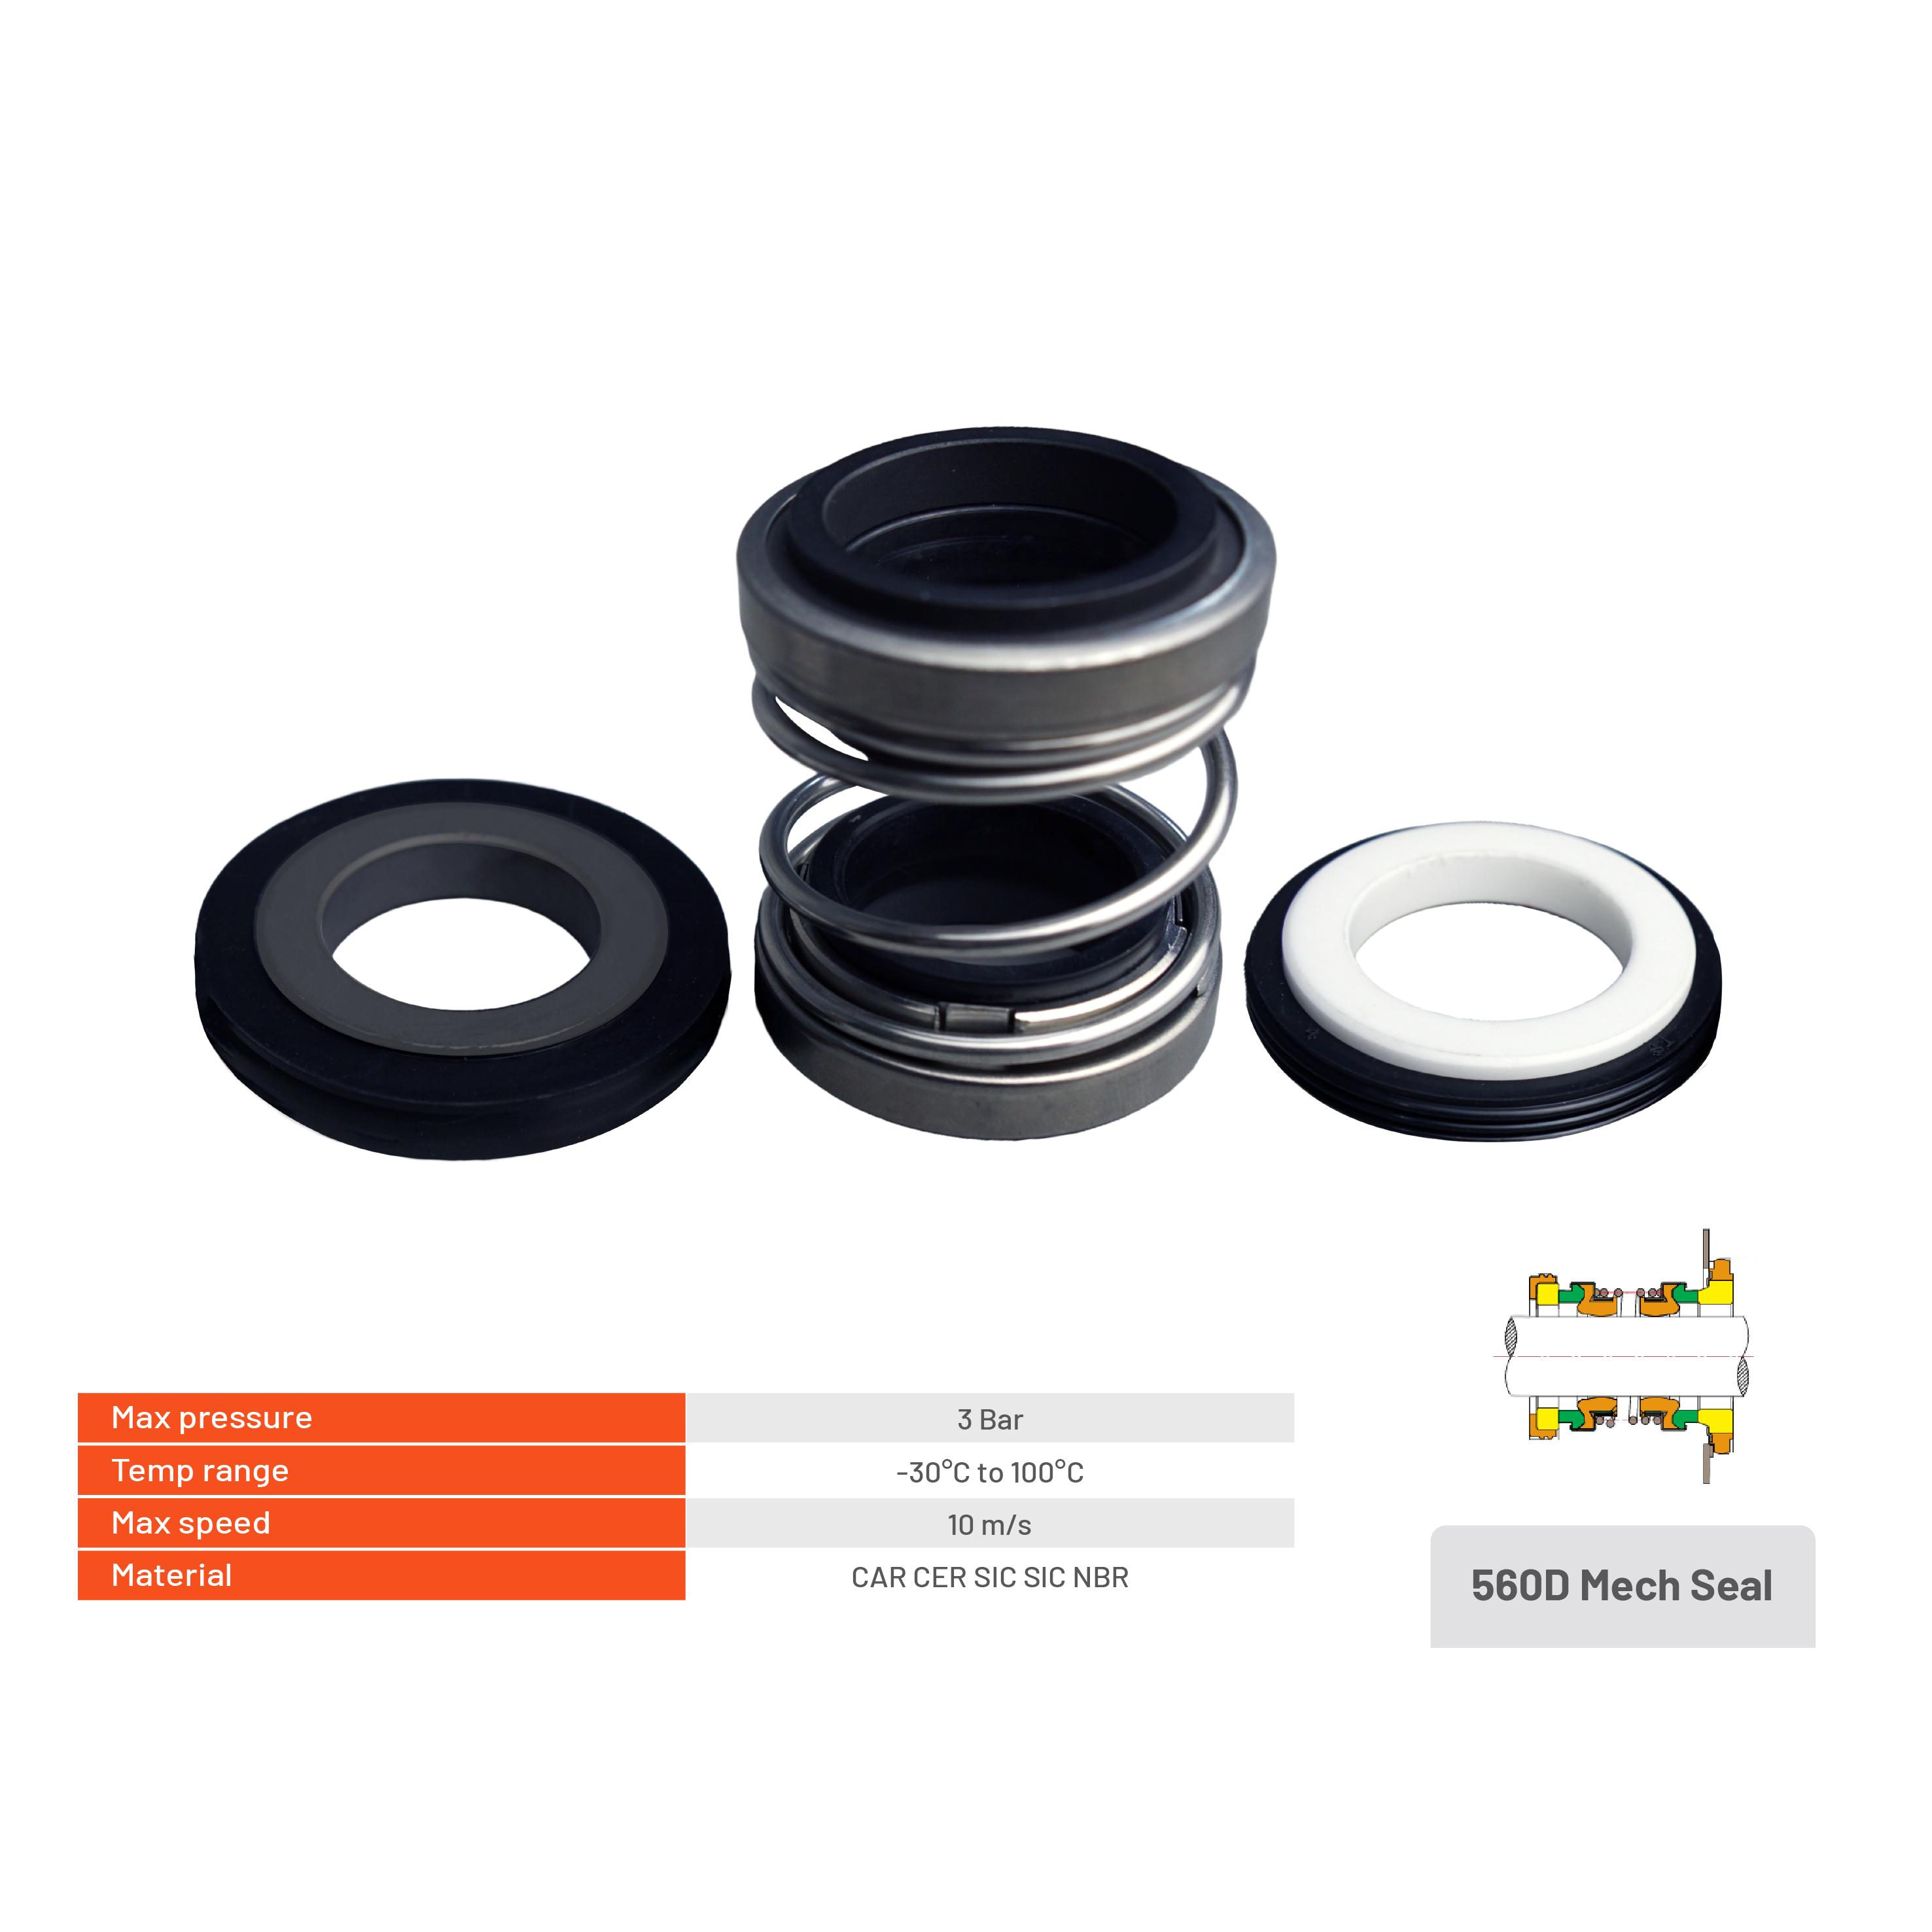 Max pressure 3 Bar
Temp range -30°C to 100°C
Max speed 10 m/s
Material CAR CER SIC SIC NBR
560D Mech Seal